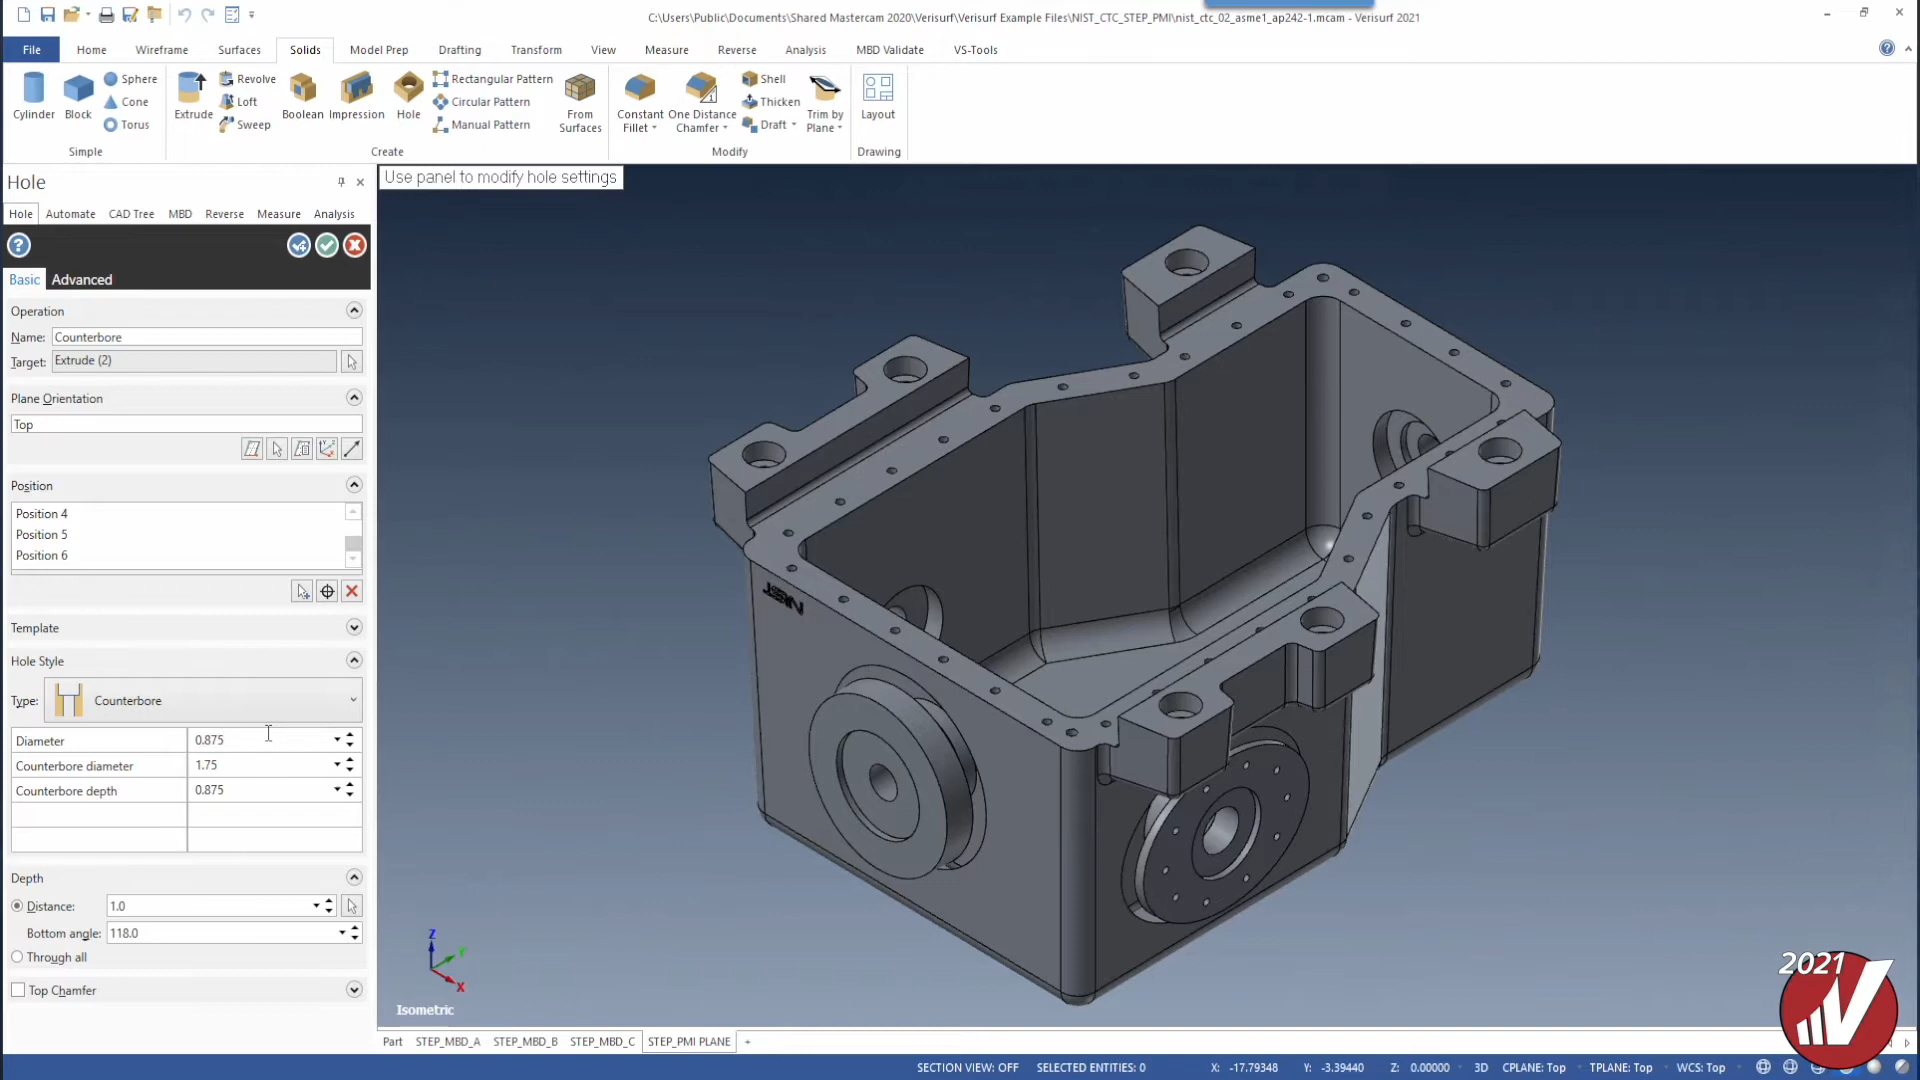 C:\Users\Public\Documents\Shared Mastercam 2020\Verisurf\Verisurf Example Files\NIST_CTC_STEP_PMI\nist_ctc_02_asme1_ap242-1.mcam - Verisurf 2021
File Home Wireframe Surfaces Solids Model Prep Drafting Transform View Measure Reverse Analysis MBD Validate VS-Tools
Cylinder Block Sphere Cone Torus
Simple
Extrude Revolve Loft Sweep Boolean Impression Hole Rectangular Pattern Circular Pattern Manual Pattern From Surfaces
Create
Constant Fillet One Distance Chamfer Shell Thicken Draft Trim by Plane
Modify
Layout
Drawing
Hole
Use panel to modify hole settings
Hole Automate CAD Tree MBD Reverse Measure Analysis
Basic Advanced
Operation
Name: Counterbore
Target: Extrude (2)
Plane Orientation
Top
Position
Position 4
Position 5
Position 6
Template
Hole Style
Type: Counterbore
Diameter 0.875
Counterbore diameter 1.75
Counterbore depth 0.875
Depth
Distance: 1.0
Bottom angle: 118.0
Through all
Top Chamfer
NIST
Z
Y
X
Isometric
2021
Part STEP_MBD_A STEP_MBD_B STEP_MBD_C STEP_PMI PLANE +
SECTION VIEW: OFF SELECTED ENTITIES: 0 X: -17.79348 Y: -3.39440 Z: 0.00000 3D CPLANE: Top TPLANE: Top WCS: Top